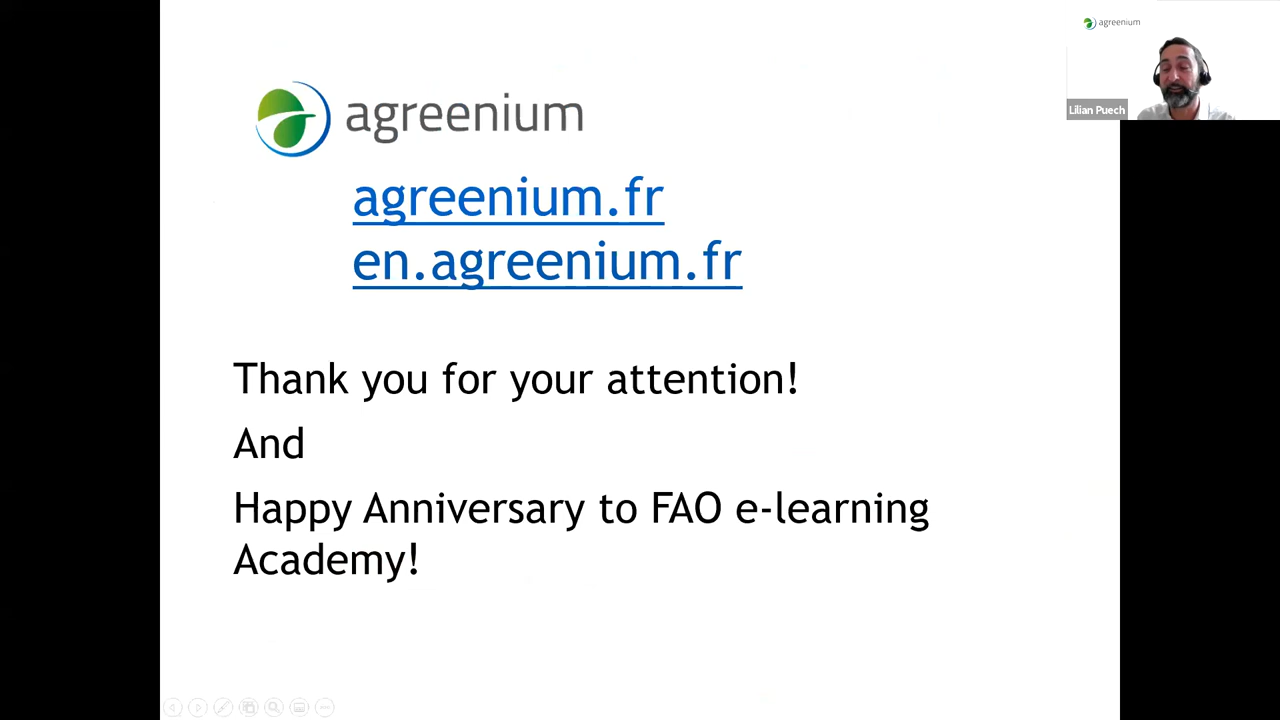 agreenium
agreenium
Lilian Puech
agreenium.fr
en.agreenium.fr
Thank you for your attention!
And
Happy Anniversary to FAO e-learning
Academy!